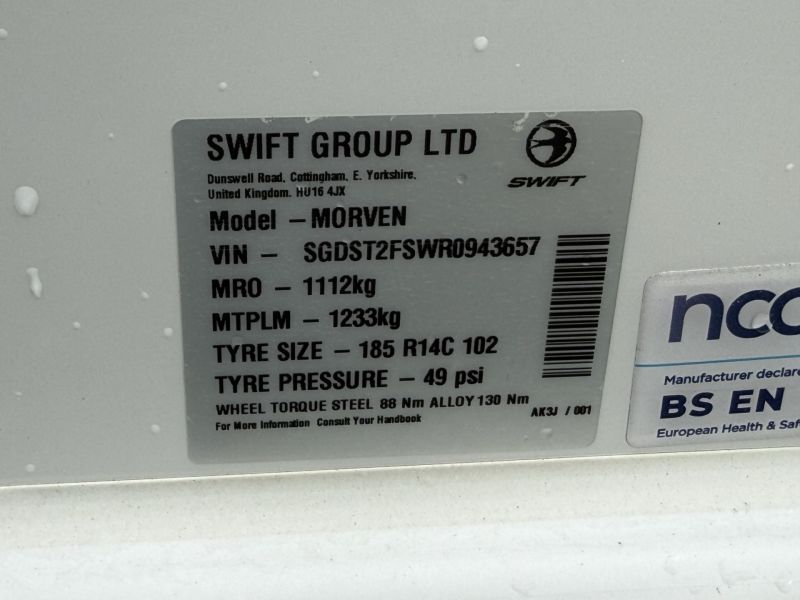 SWIFT GROUP LTD
SWIFT
Dunswell Road, Cottingham, E. Yorkshire,
United Kingdom. HU16 4JX
Model – MORVEN
VIN – SGDST2FSWR0943657
MRO – 1112kg
MTPLM – 1233kg
TYRE SIZE – 185 R14C 102
TYRE PRESSURE – 49 psi
WHEEL TORQUE STEEL 88 Nm ALLOY 130 Nm
For More Information Consult Your Handbook
AK3J / 001
ncc
Manufacturer declare
BS EN
European Health & Saf